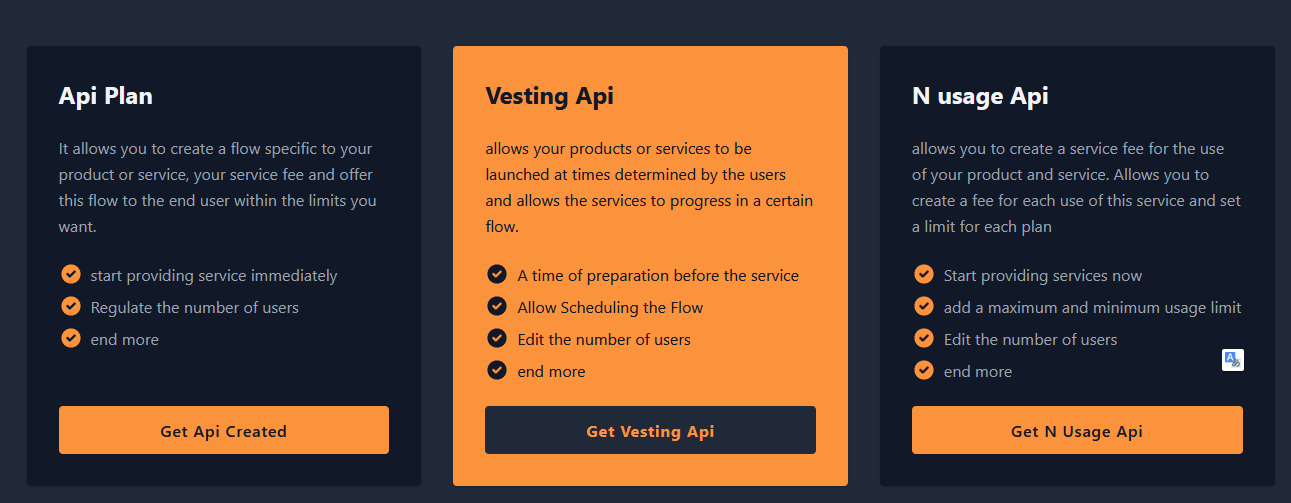 Api Plan
It allows you to create a flow specific to your
product or service, your service fee and offer
this flow to the end user within the limits you
want.
start providing service immediately
Regulate the number of users
end more
Get Api Created
Vesting Api
allows your products or services to be
launched at times determined by the users
and allows the services to progress in a certain
flow.
A time of preparation before the service
Allow Scheduling the Flow
Edit the number of users
end more
Get Vesting Api
N usage Api
allows you to create a service fee for the use
of your product and service. Allows you to
create a fee for each use of this service and set
a limit for each plan
Start providing services now
add a maximum and minimum usage limit
Edit the number of users
end more
Get N Usage Api